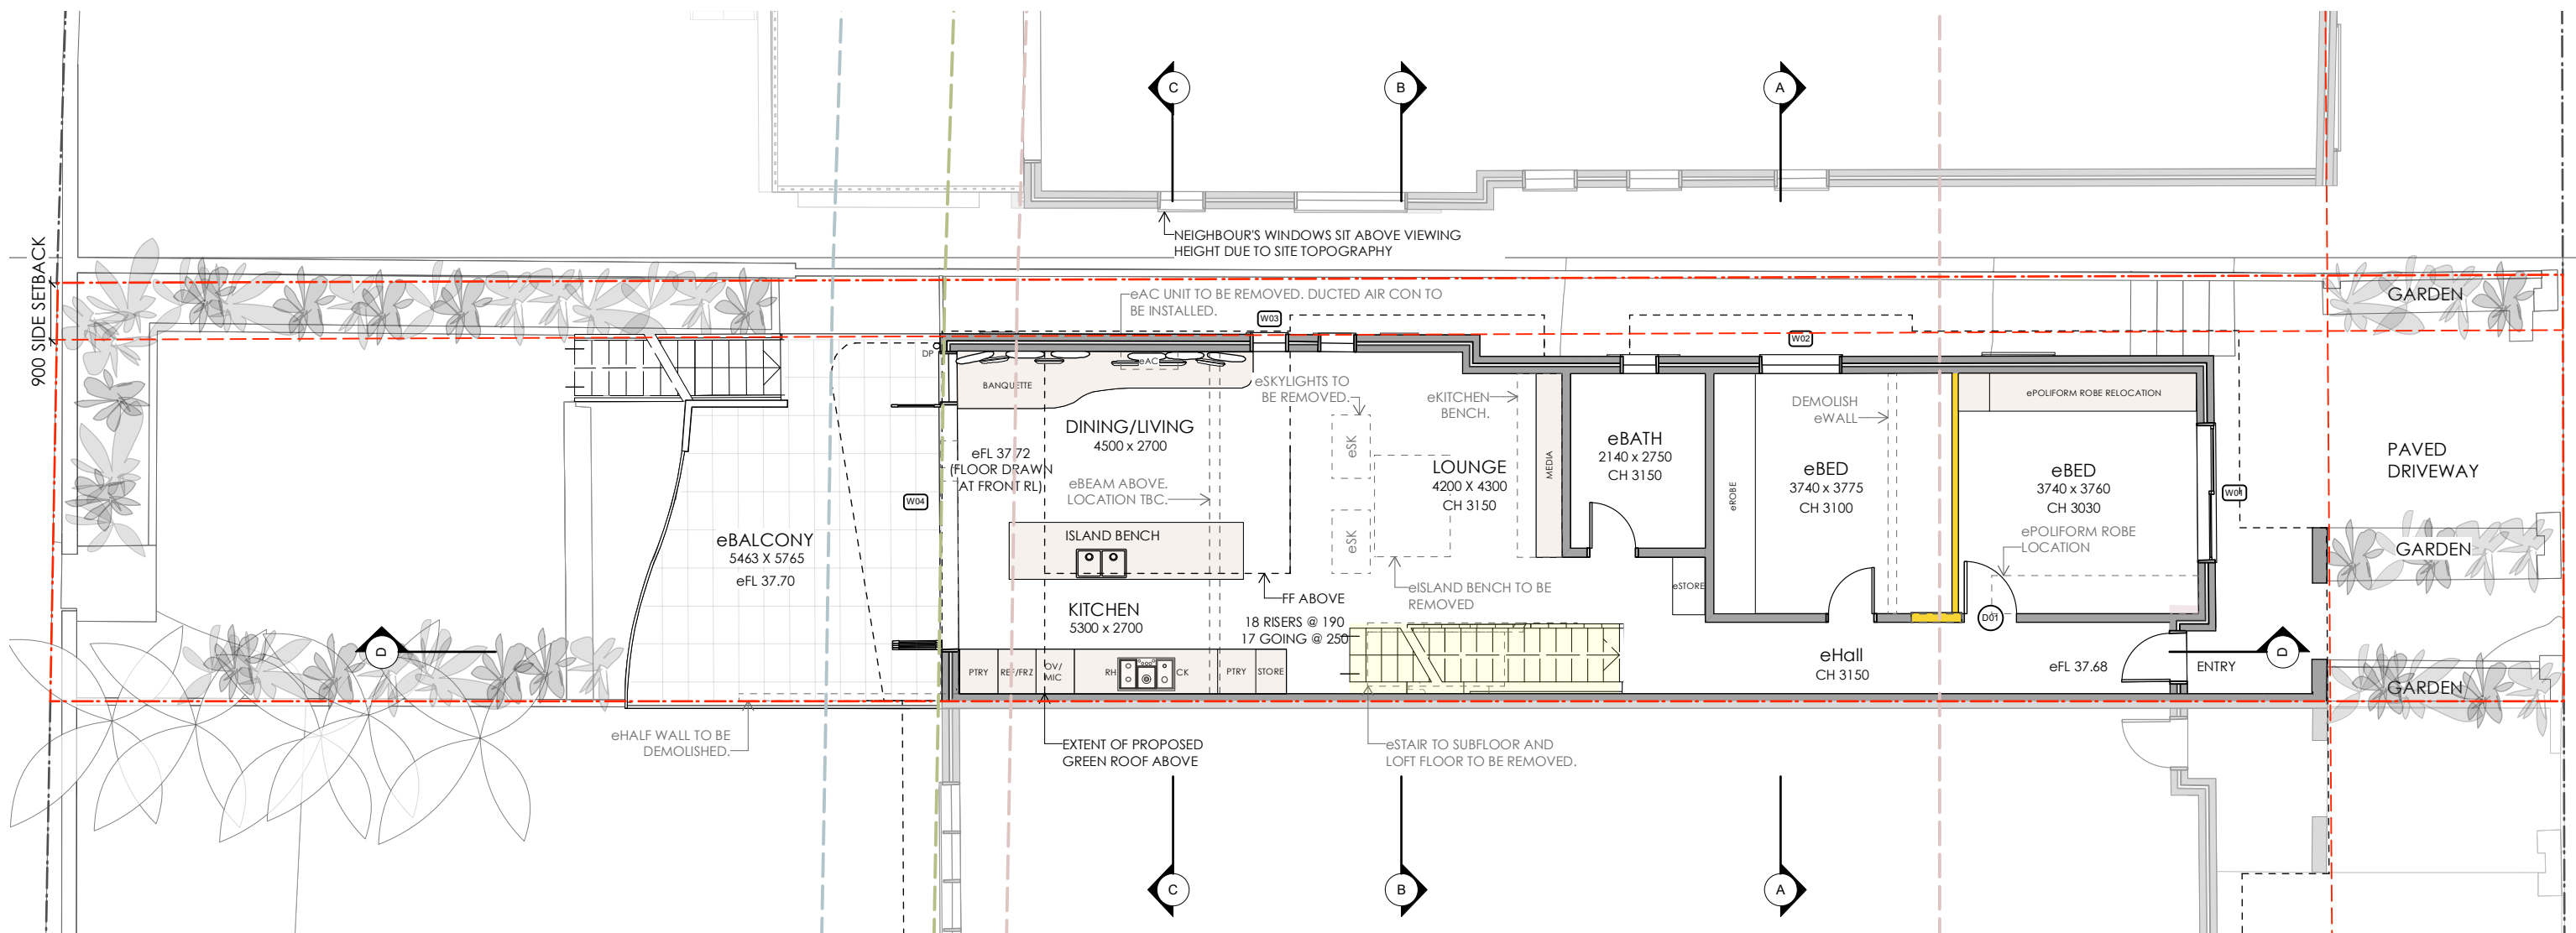 C
B
A
900 SIDE SETBACK
NEIGHBOUR'S WINDOWS SIT ABOVE VIEWING
HEIGHT DUE TO SITE TOPOGRAPHY
GARDEN
eAC UNIT TO BE REMOVED. DUCTED AIR CON TO
BE INSTALLED.
W03
W02
DP
eAC
BANQUETTE
eSKYLIGHTS TO
BE REMOVED.
eKITCHEN
BENCH.
DEMOLISH
eWALL
ePOLIFORM ROBE RELOCATION
DINING/LIVING
4500 x 2700
eFL 37.72
(FLOOR DRAWN
AT FRONT RL)
eBEAM ABOVE.
LOCATION TBC.
eSK
LOUNGE
4200 X 4300
CH 3150
MEDIA
eBATH
2140 x 2750
CH 3150
eROBE
eBED
3740 x 3775
CH 3100
eBED
3740 x 3760
CH 3030
W01
PAVED
DRIVEWAY
W04
eBALCONY
5463 X 5765
eFL 37.70
ISLAND BENCH
eSK
ePOLIFORM ROBE
LOCATION
GARDEN
eISLAND BENCH TO BE
REMOVED
eSTORE
FF ABOVE
KITCHEN
5300 x 2700
18 RISERS @ 190
17 GOING @ 250
D01
D
eHall
CH 3150
eFL 37.68
ENTRY
D
PTRY
REF/FRZ
OV/
MIC
RH
CK
PTRY
STORE
GARDEN
eHALF WALL TO BE
DEMOLISHED.
EXTENT OF PROPOSED
GREEN ROOF ABOVE
eSTAIR TO SUBFLOOR AND
LOFT FLOOR TO BE REMOVED.
C
B
A